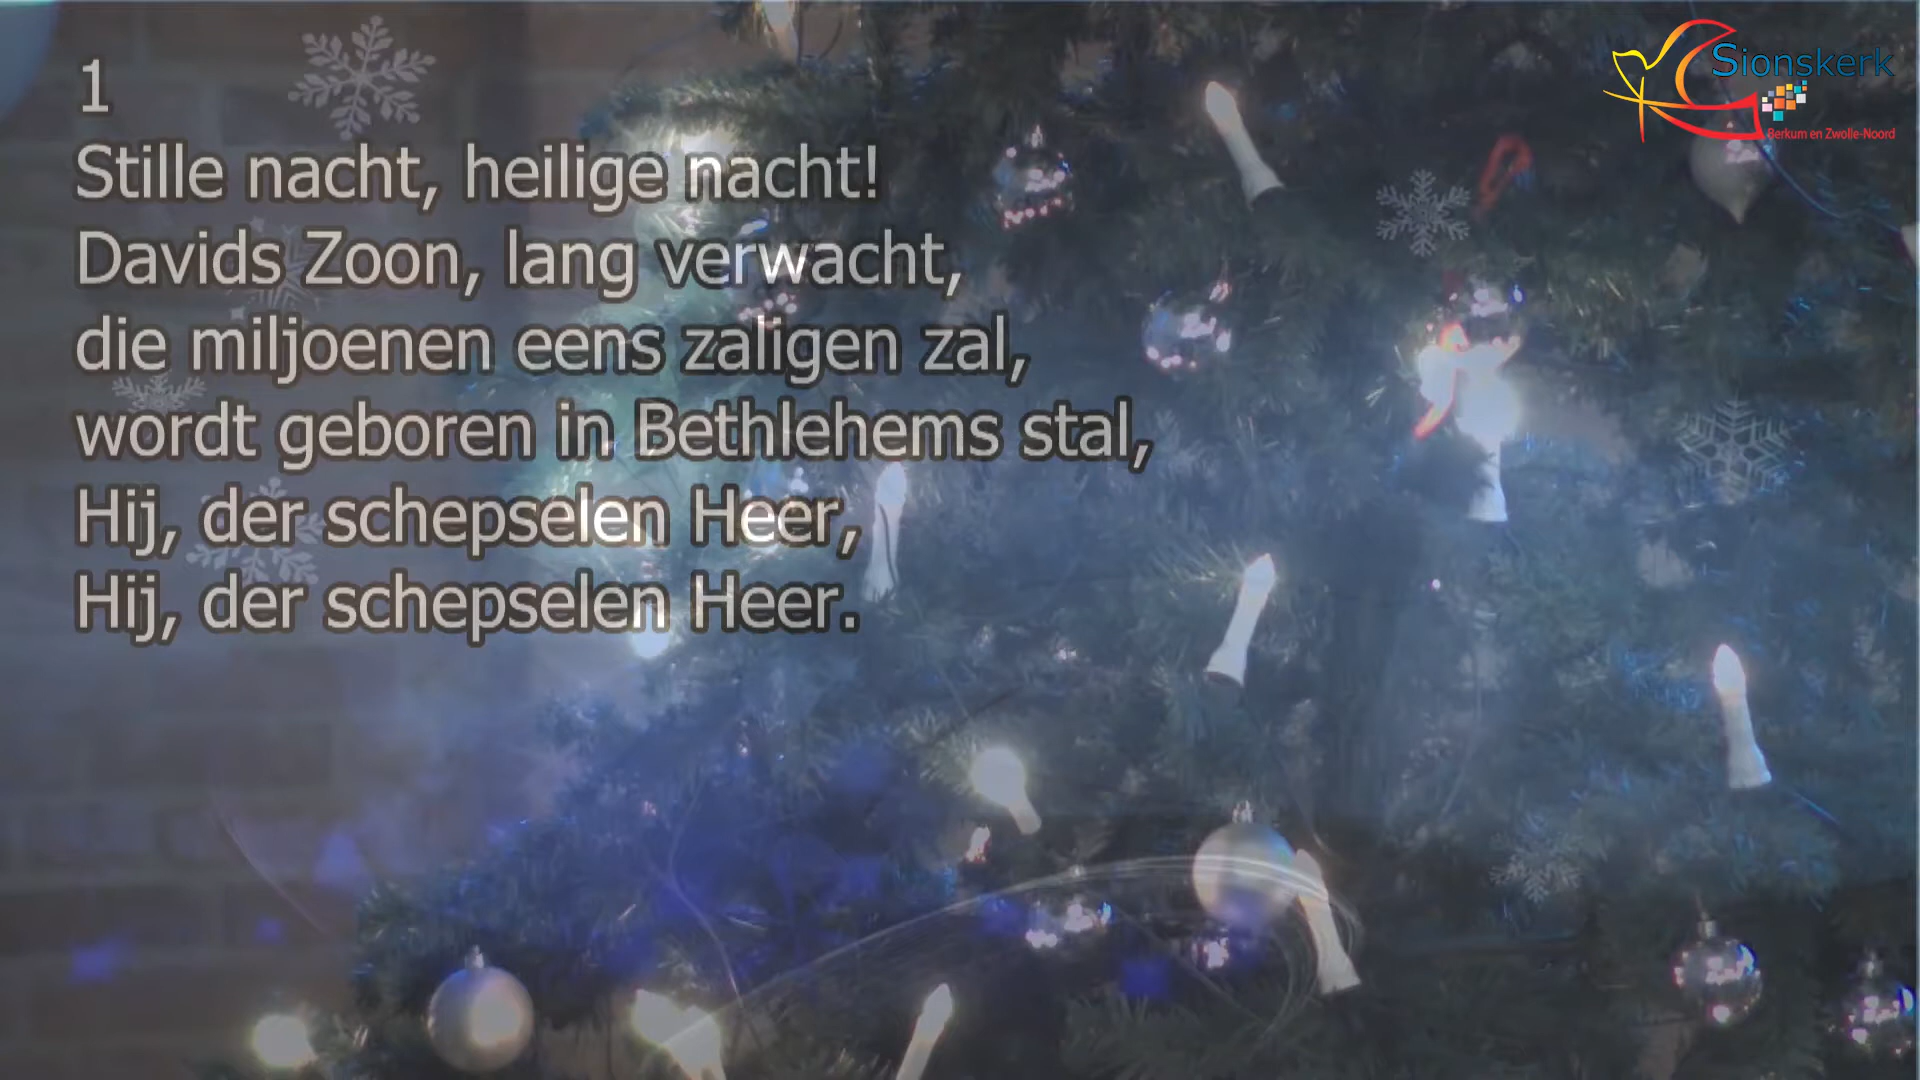 1
Stille nacht, heilige nacht!
Davids Zoon, lang verwacht,
die miljoenen eens zaligen zal,
wordt geboren in Bethlehems stal,
Hij, der schepselen Heer,
Hij, der schepselen Heer.
Sionskerk
Berkum en Zwolle-Noord